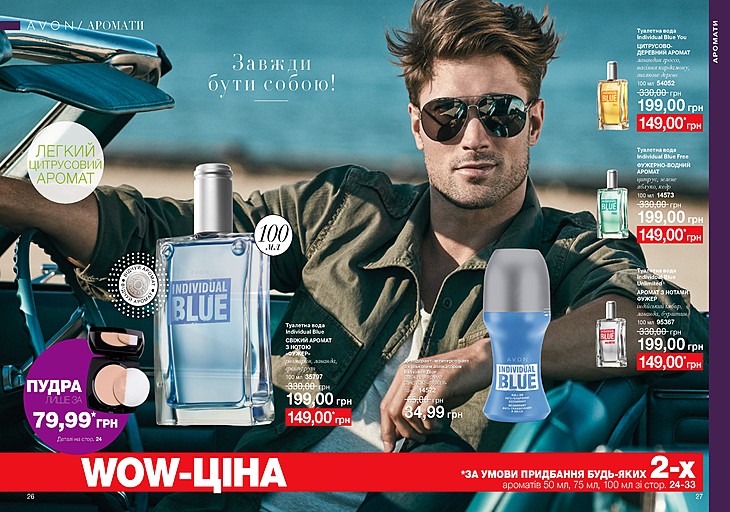 AVON / АРОМАТИ
Завжди
бути собою!
ЛЕГКИЙ
ЦИТРУСОВИЙ
АРОМАТ
100
мл
INDIVIDUAL
BLUE
Туалетна вода
Individual Blue
СВІЖИЙ АРОМАТ
З НОТОЮ
«ФУЖЕР»
100 мл 35797
330,00 грн
199,00 грн
149,00* грн
ПУДРА
ЛИШЕ ЗА
79,99* ГРН
Деталі на стор. 24
AVON
INDIVIDUAL
BLUE
34,99 грн
АРОМАТИ
Туалетна вода
Individual Blue You
ЦИТРУСОВО-
ДЕРЕВНИЙ АРОМАТ
100 мл 54052
330,00 грн
199,00 грн
149,00* грн
Туалетна вода
Individual Blue Free
ФУЖЕРНО-ВОДНИЙ
АРОМАТ
цитрус, зелене
яблуко, кедр
100 мл 14573
330,00 грн
199,00 грн
149,00* грн
Туалетна вода
Individual Blue
Unlimited
АРОМАТ З НОТАМИ
ФУЖЕР
100 мл 95367
330,00 грн
199,00 грн
149,00* грн
WOW-ЦІНА
*ЗА УМОВИ ПРИДБАННЯ БУДЬ-ЯКИХ 2-х
ароматів 50 мл, 75 мл, 100 мл зі стор. 24-33
26
27